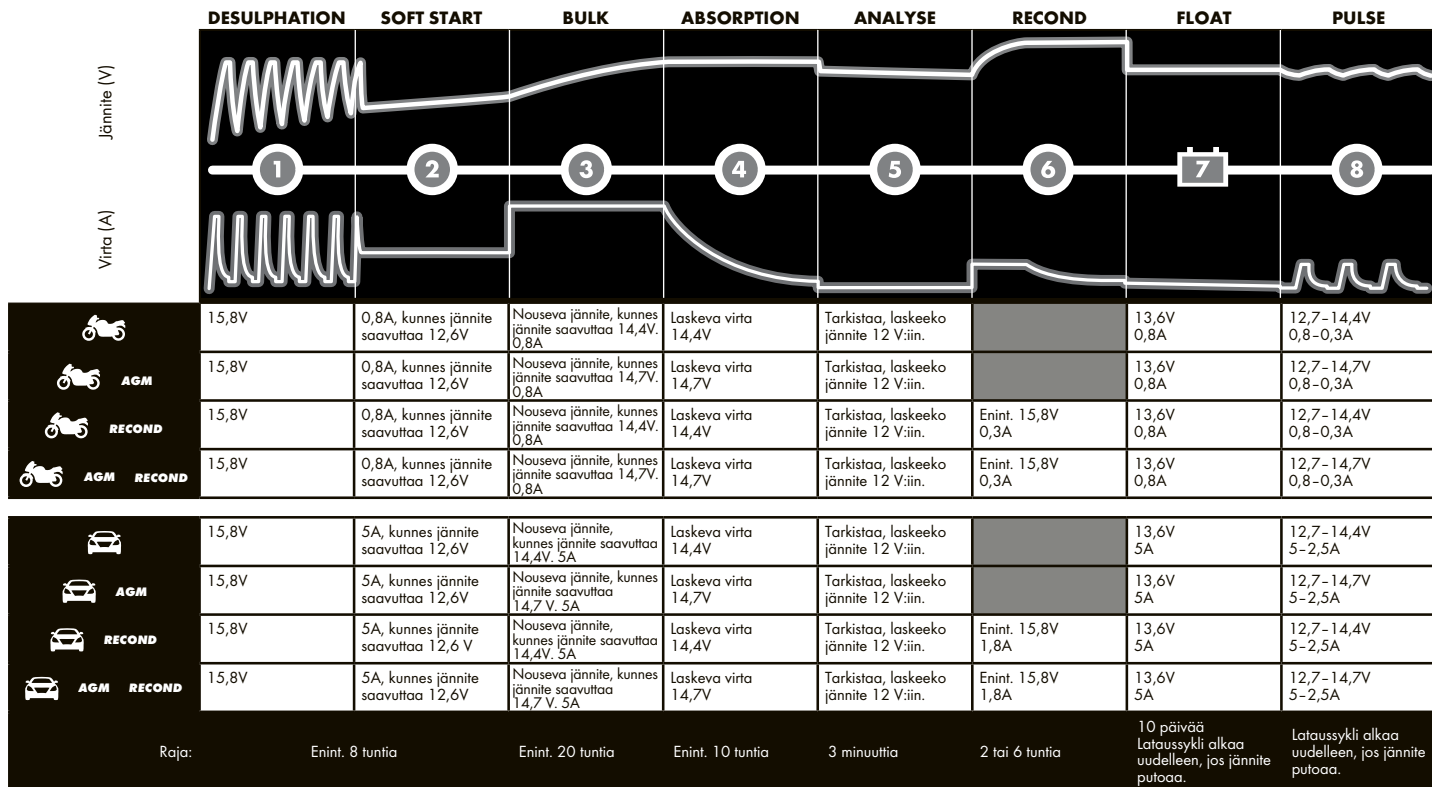 DESULPHATION SOFT START BULK ABSORPTION ANALYSE RECOND FLOAT PULSE
Jännite (V)
1 2 3 4 5 6 7 8
Virta (A)
15,8V
0,8A, kunnes jännite
saavuttaa 12,6V
Nouseva jännite, kunnes
jännite saavuttaa 14,4V.
0,8A
Laskeva virta
14,4V
Tarkistaa, laskeeko
jännite 12 V:iin.
13,6V
0,8A
12,7–14,4V
0,8–0,3A
AGM
15,8V
0,8A, kunnes jännite
saavuttaa 12,6V
Nouseva jännite, kunnes
jännite saavuttaa 14,7V.
0,8A
Laskeva virta
14,7V
Tarkistaa, laskeeko
jännite 12 V:iin.
13,6V
0,8A
12,7–14,7V
0,8–0,3A
RECOND
15,8V
0,8A, kunnes jännite
saavuttaa 12,6V
Nouseva jännite, kunnes
jännite saavuttaa 14,4V.
0,8A
Laskeva virta
14,4V
Tarkistaa, laskeeko
jännite 12 V:iin.
Enint. 15,8V
0,3A
13,6V
0,8A
12,7–14,4V
0,8–0,3A
AGM RECOND
15,8V
0,8A, kunnes jännite
saavuttaa 12,6V
Nouseva jännite, kunnes
jännite saavuttaa 14,7V.
0,8A
Laskeva virta
14,7V
Tarkistaa, laskeeko
jännite 12 V:iin.
Enint. 15,8V
0,3A
13,6V
0,8A
12,7–14,7V
0,8–0,3A
15,8V
5A, kunnes jännite
saavuttaa 12,6V
Nouseva jännite,
kunnes jännite saavuttaa
14,4V. 5A
Laskeva virta
14,4V
Tarkistaa, laskeeko
jännite 12 V:iin.
13,6V
5A
12,7–14,4V
5–2,5A
AGM
15,8V
5A, kunnes jännite
saavuttaa 12,6V
Nouseva jännite, kunnes
jännite saavuttaa
14,7 V. 5A
Laskeva virta
14,7V
Tarkistaa, laskeeko
jännite 12 V:iin.
13,6V
5A
12,7–14,7V
5–2,5A
RECOND
15,8V
5A, kunnes jännite
saavuttaa 12,6 V
Nouseva jännite,
kunnes jännite saavuttaa
14,4V. 5A
Laskeva virta
14,4V
Tarkistaa, laskeeko
jännite 12 V:iin.
Enint. 15,8V
1,8A
13,6V
5A
12,7–14,4V
5–2,5A
AGM RECOND
15,8V
5A, kunnes jännite
saavuttaa 12,6V
Nouseva jännite, kunnes
jännite saavuttaa
14,7 V. 5A
Laskeva virta
14,7V
Tarkistaa, laskeeko
jännite 12 V:iin.
Enint. 15,8V
1,8A
13,6V
5A
12,7–14,7V
5–2,5A
Raja:
Enint. 8 tuntia
Enint. 20 tuntia
Enint. 10 tuntia
3 minuuttia
2 tai 6 tuntia
10 päivää
Lataussykli alkaa
uudelleen, jos jännite
putoaa.
Lataussykli alkaa
uudelleen, jos jännite
putoaa.